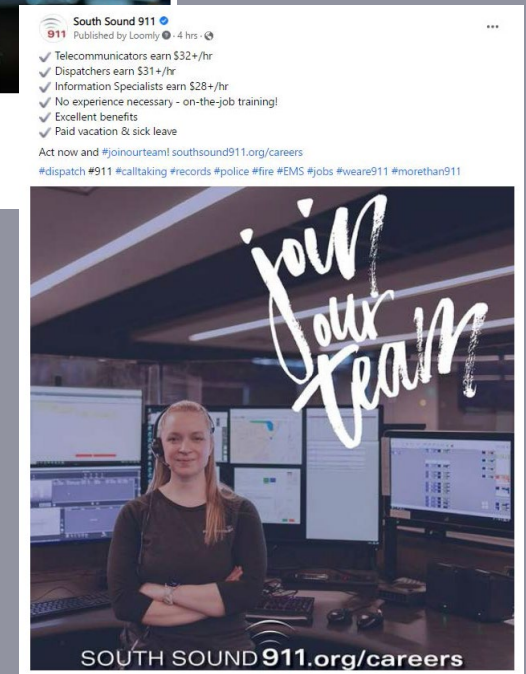 South Sound 911
911
Published by Loomly · 4 hrs ·
✓ Telecommunicators earn $32+/hr
✓ Dispatchers earn $31+/hr
✓ Information Specialists earn $28+/hr
✓ No experience necessary - on-the-job training!
✓ Excellent benefits
✓ Paid vacation & sick leave
Act now and #joinourteam! southsound911.org/careers
#dispatch #911 #calltaking #records #police #fire #EMS #jobs #weare911 #morethan911
join
our
team
SOUTH SOUND 911.org/careers